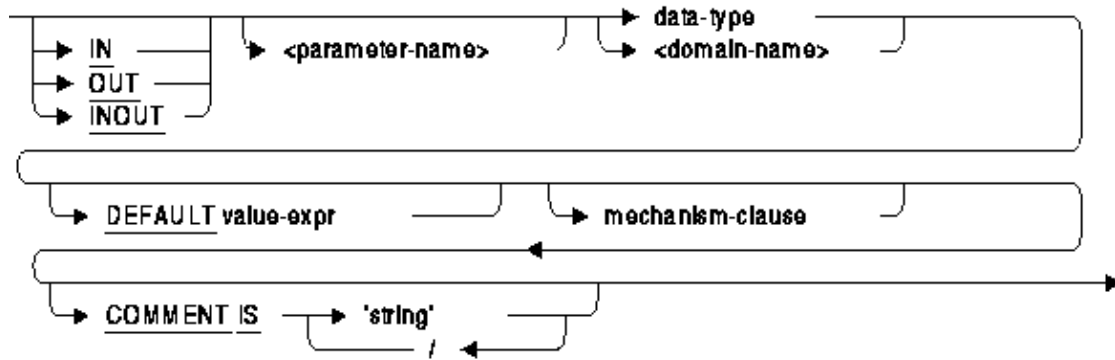 data-type
IN <parameter-name> <domain-name>
OUT
INOUT
DEFAULT value-expr mechanism-clause
COMMENT IS 'string'
/